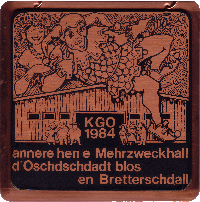 KGO
1984
annere hen e Mehrzweckhall
d'Oschdschdadt blos
en Bretterschdall